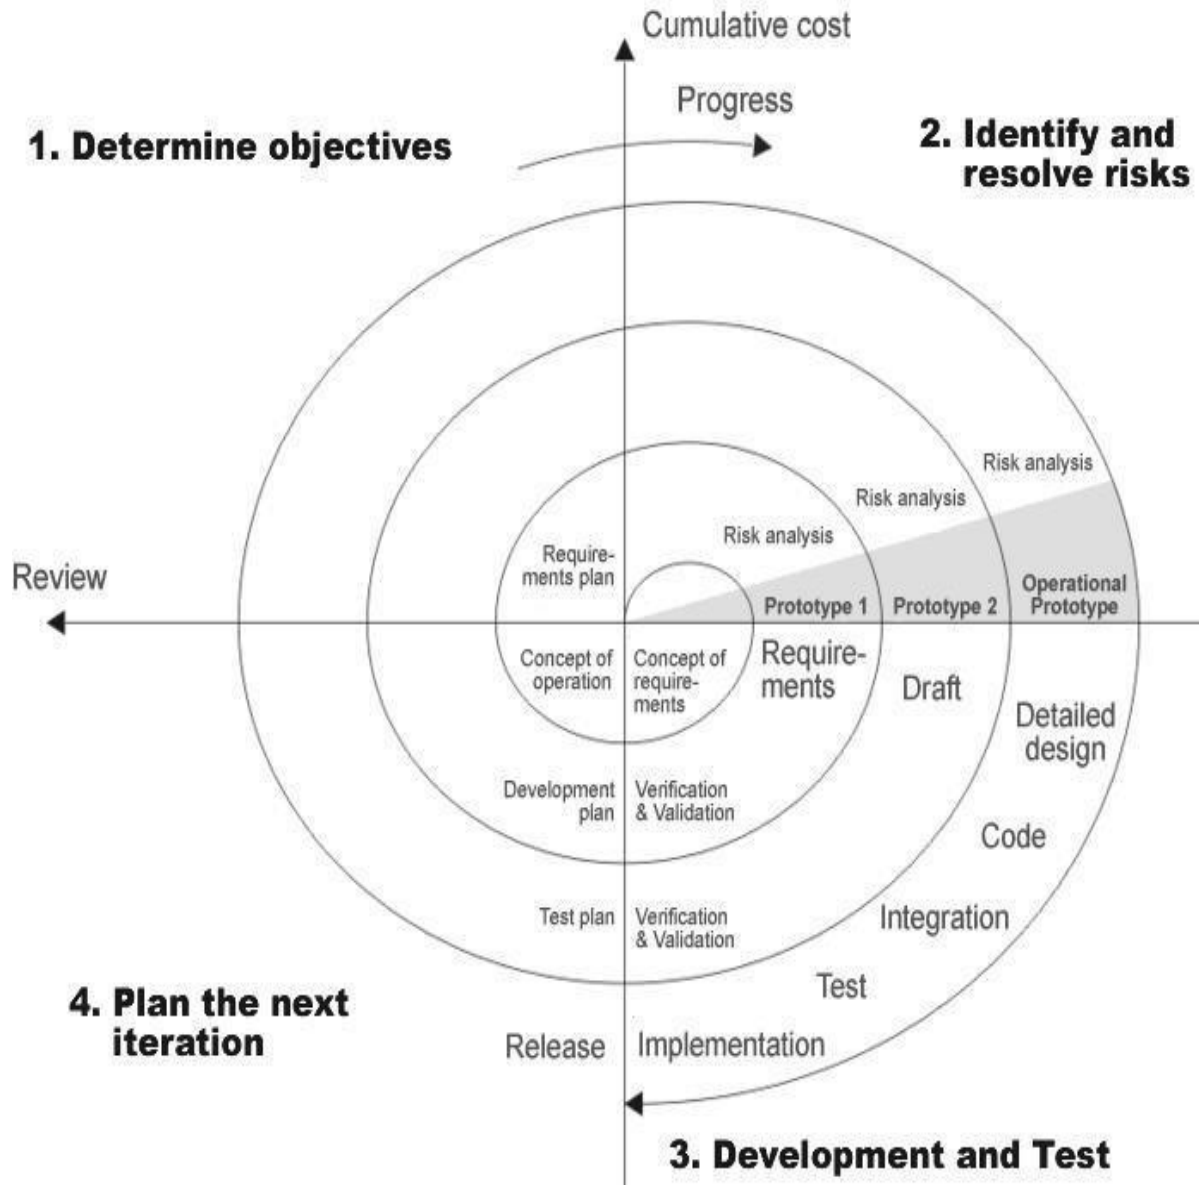 Cumulative cost
Progress
1. Determine objectives
2. Identify and
resolve risks
Risk analysis
Risk analysis
Risk analysis
Require-
ments plan
Review
Operational
Prototype
Prototype 1
Prototype 2
Concept of
operation
Concept of
require-
ments
Require-
ments
Draft
Detailed
design
Development
plan
Verification
& Validation
Code
Test plan
Verification
& Validation
Integration
Test
4. Plan the next
iteration
Release
Implementation
3. Development and Test